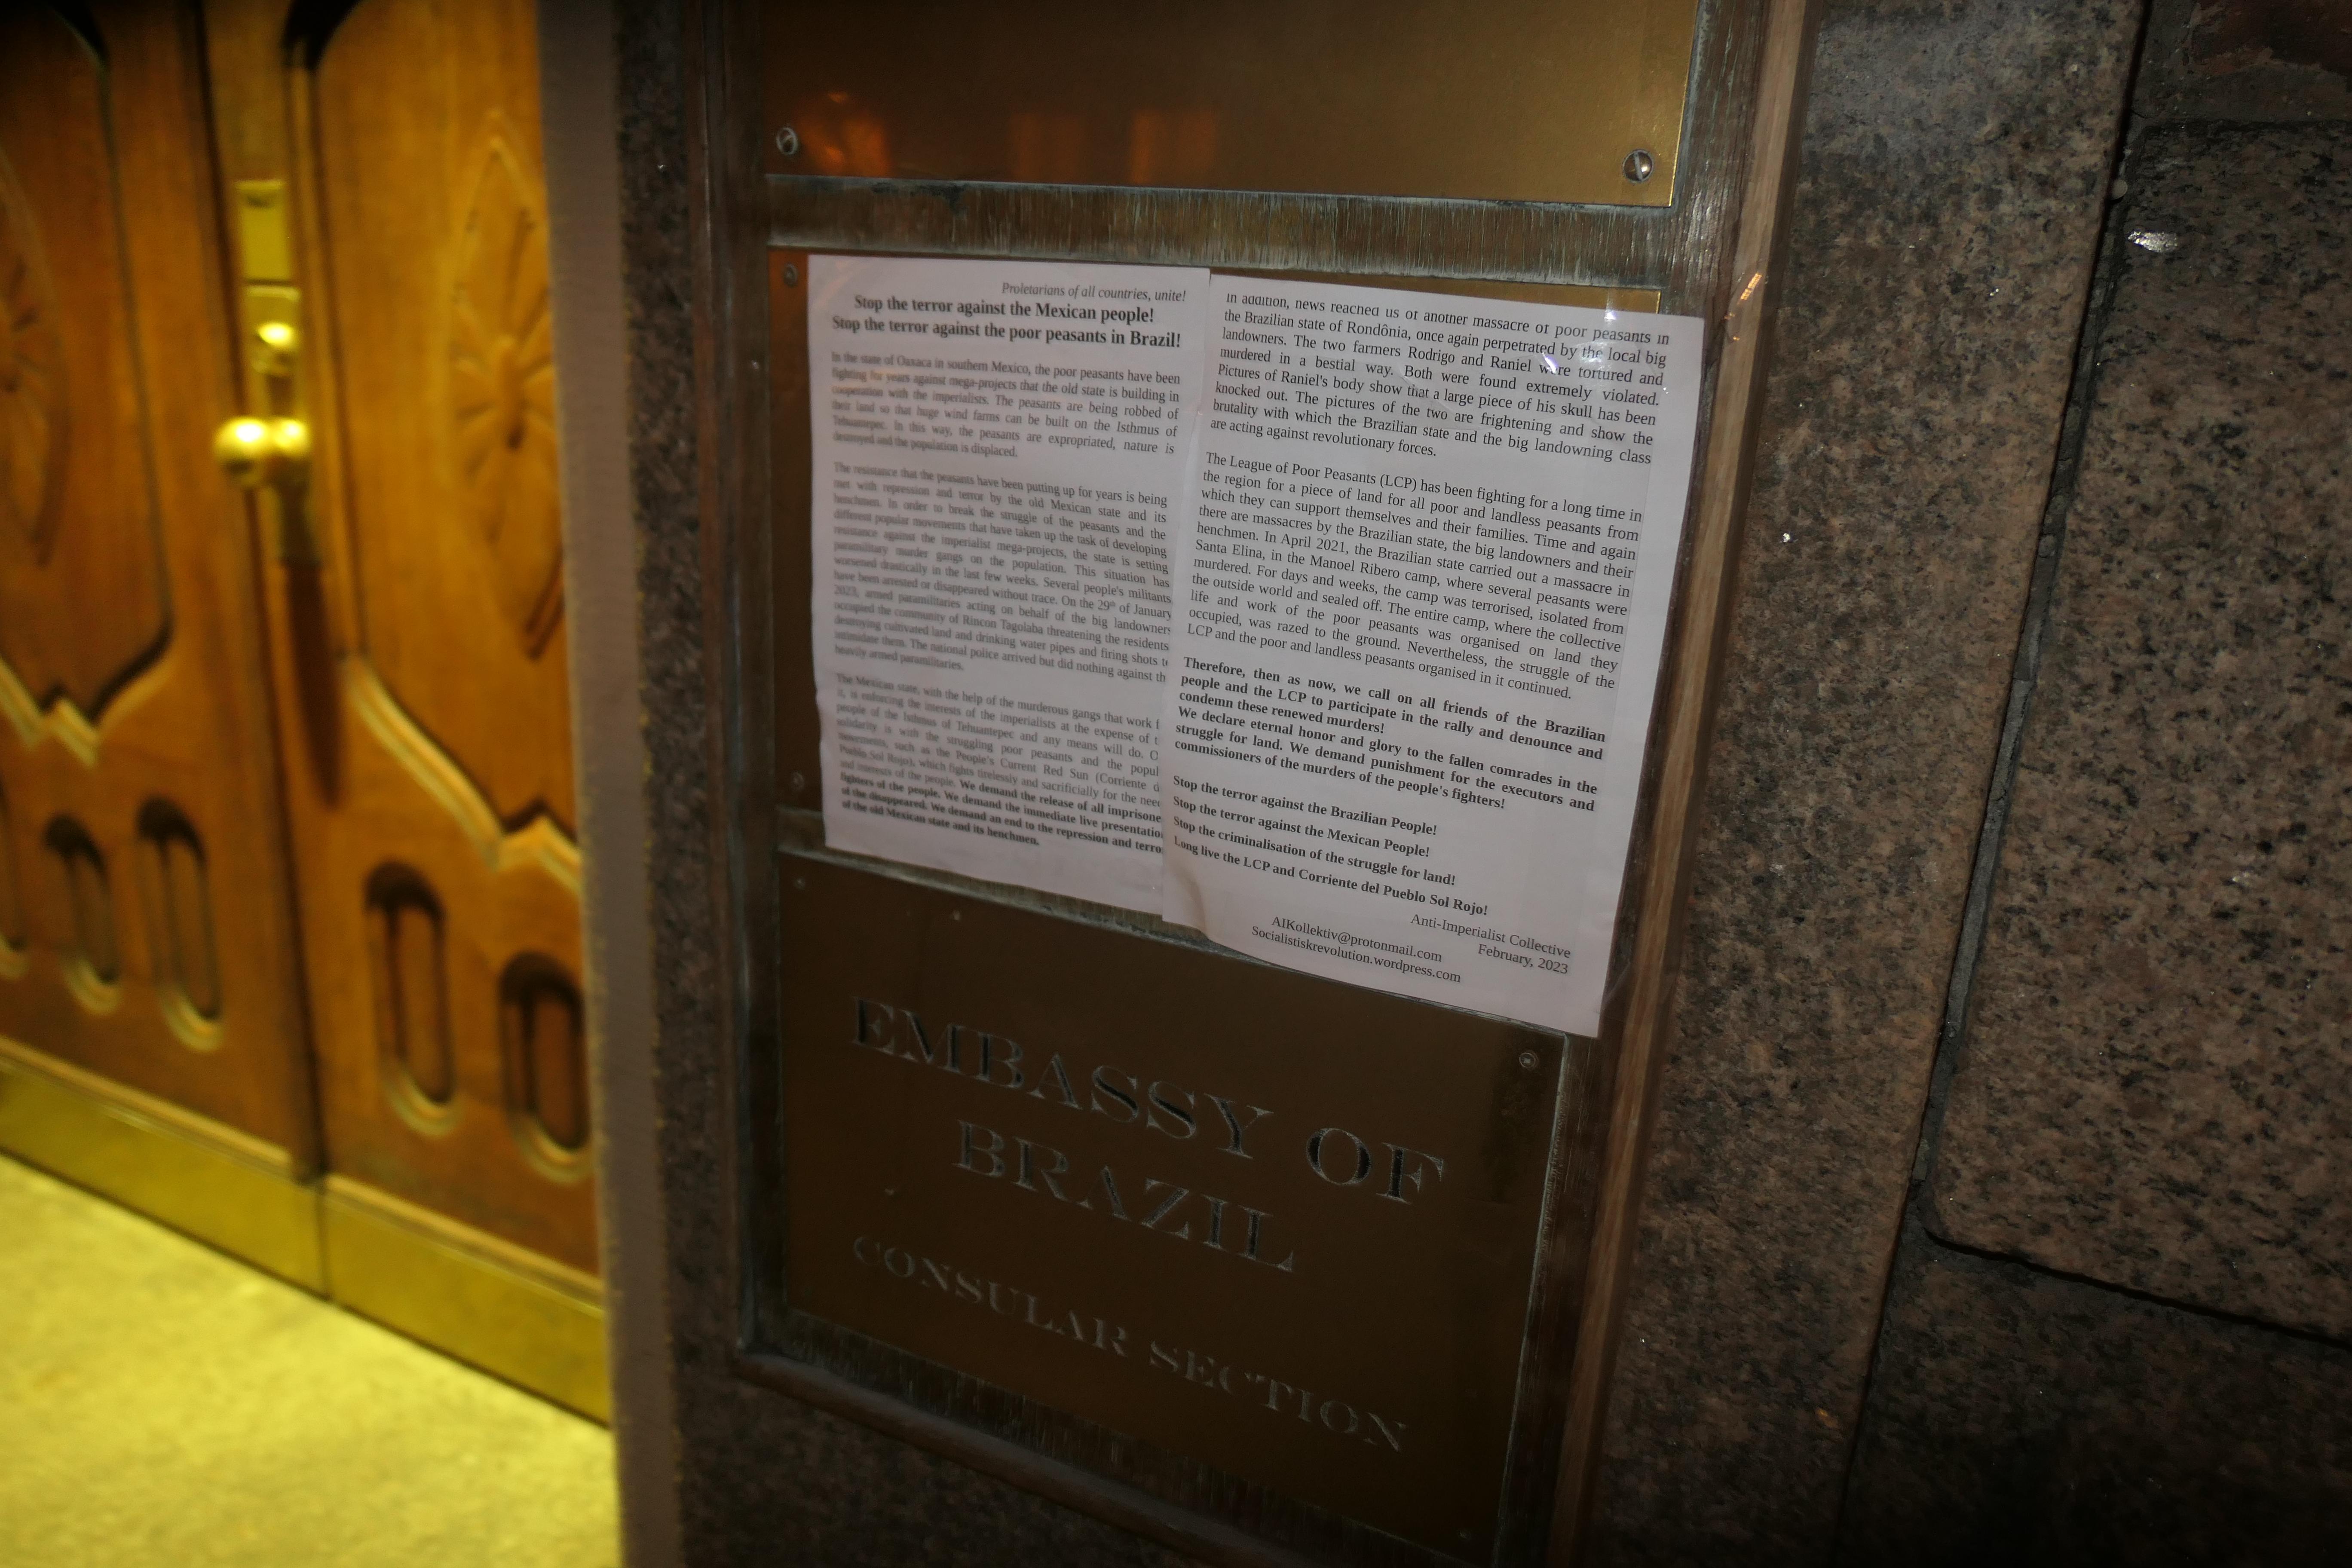 Proletarians of all countries, unite!
Stop the terror against the Mexican people!
Stop the terror against the poor peasants in Brazil!
In the state of Oaxaca in southern Mexico, the poor peasants have been
fighting for years against mega-projects that the old state is building in
cooperation with the imperialists. The peasants are being robbed of
their land so that huge wind farms can be built on the Isthmus of
Tehuantepec. In this way, the peasants are expropriated, nature is
destroyed and the population is displaced.
The resistance that the peasants have been putting up for years is being
met with repression and terror by the old Mexican state and its
henchmen. In order to break the struggle of the peasants and the
different popular movements that have taken up the task of developing
resistance against the imperialist mega-projects, the state is setting
paramilitary murder gangs on the population. This situation has
worsened drastically in the last few weeks. Several people's militants
have been arrested or disappeared without trace. On the 29th of January
2023, armed paramilitaries acting on behalf of the big landowners
occupied the community of Rincon Tagolaba threatening the residents
destroying cultivated land and drinking water pipes and firing shots to
intimidate them. The national police arrived but did nothing against th
heavily armed paramilitaries.
The Mexican state, with the help of the murderous gangs that work f
it, is enforcing the interests of the imperialists at the expense of t
people of the Isthmus of Tehuantepec and any means will do. O
solidarity is with the struggling poor peasants and the popul
movements, such as the People's Current Red Sun (Corriente d
Pueblo Sol Rojo), which fights tirelessly and sacrificially for the nee
and interests of the people. We demand the release of all imprisone
fighters of the people. We demand the immediate live presentatio
of the disappeared. We demand an end to the repression and terro
of the old Mexican state and its henchmen.
In addition, news reached us of another massacre of poor peasants in
the Brazilian state of Rondônia, once again perpetrated by the local big
landowners. The two farmers Rodrigo and Raniel were tortured and
murdered in a bestial way. Both were found extremely violated.
Pictures of Raniel's body show that a large piece of his skull has been
knocked out. The pictures of the two are frightening and show the
brutality with which the Brazilian state and the big landowning class
are acting against revolutionary forces.
The League of Poor Peasants (LCP) has been fighting for a long time in
the region for a piece of land for all poor and landless peasants from
which they can support themselves and their families. Time and again
there are massacres by the Brazilian state, the big landowners and their
henchmen. In April 2021, the Brazilian state carried out a massacre in
Santa Elina, in the Manoel Ribero camp, where several peasants were
murdered. For days and weeks, the camp was terrorised, isolated from
the outside world and sealed off. The entire camp, where the collective
life and work of the poor peasants was organised on land they
occupied, was razed to the ground. Nevertheless, the struggle of the
LCP and the poor and landless peasants organised in it continued.
Therefore, then as now, we call on all friends of the Brazilian
people and the LCP to participate in the rally and denounce and
condemn these renewed murders!
We declare eternal honor and glory to the fallen comrades in the
struggle for land. We demand punishment for the executors and
commissioners of the murders of the people's fighters!
Stop the terror against the Brazilian People!
Stop the terror against the Mexican People!
Stop the criminalisation of the struggle for land!
Long live the LCP and Corriente del Pueblo Sol Rojo!
Anti-Imperialist Collective
February, 2023
AIKollektiv@protonmail.com
Socialistiskrevolution.wordpress.com
EMBASSY OF
BRAZIL
CONSULAR SECTION